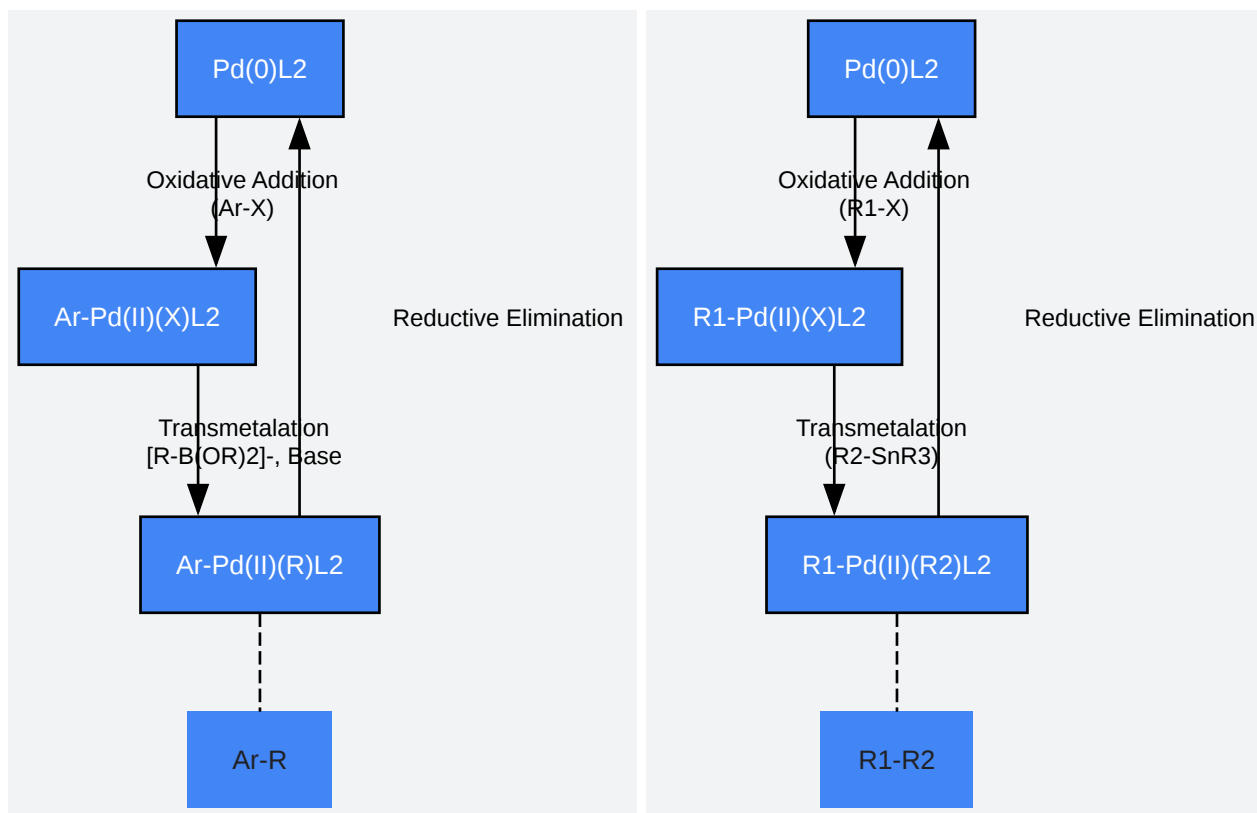 Pd(0)L2
Oxidative Addition
(Ar-X)
Ar-Pd(II)(X)L2
Reductive Elimination
Transmetalation
[R-B(OR)2]-, Base
Ar-Pd(II)(R)L2
Ar-R
Pd(0)L2
Oxidative Addition
(R1-X)
R1-Pd(II)(X)L2
Reductive Elimination
Transmetalation
(R2-SnR3)
R1-Pd(II)(R2)L2
R1-R2